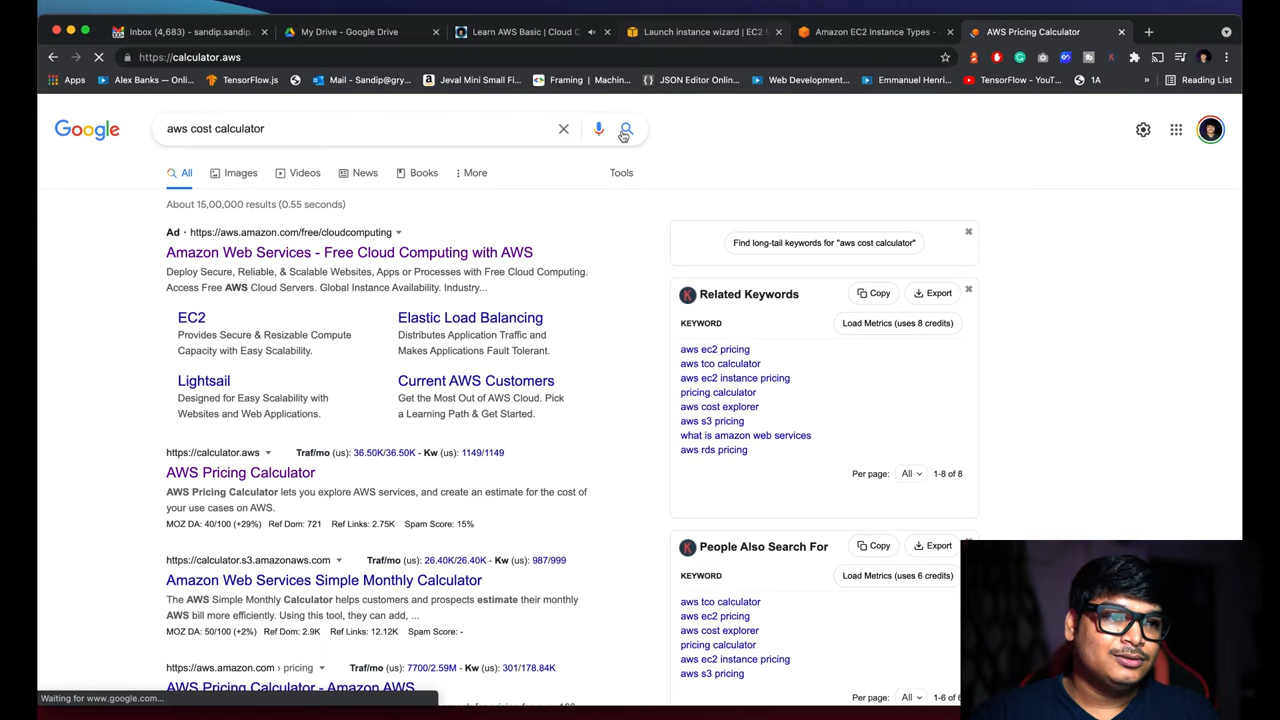 Inbox (4,683) - sandip.sandip.
My Drive - Google Drive
Learn AWS Basic | Cloud C
Launch instance wizard | EC2 M
Amazon EC2 Instance Types –
AWS Pricing Calculator
https://calculator.aws
Apps
Alex Banks — Onli...
TensorFlow.js
Mail - Sandip@gry...
Jeval Mini Small Fi...
Framing | Machin...
JSON Editor Onlin...
Web Development...
Emmanuel Henri...
TensorFlow - YouT...
1A
»
Reading List
Google
aws cost calculator
All
Images
Videos
News
Books
More
Tools
About 15,00,000 results (0.55 seconds)
Ad · https://aws.amazon.com/free/cloudcomputing
Amazon Web Services - Free Cloud Computing with AWS
Deploy Secure, Reliable, & Scalable Websites, Apps or Processes with Free Cloud Computing.
Access Free AWS Cloud Servers. Global Instance Availability. Industry...
EC2
Provides Secure & Resizable Compute
Capacity with Easy Scalability.
Elastic Load Balancing
Distributes Application Traffic and
Makes Applications Fault Tolerant.
Lightsail
Designed for Easy Scalability with
Websites and Web Applications.
Current AWS Customers
Get the Most Out of AWS Cloud. Pick
a Learning Path & Get Started.
https://calculator.aws
Traf/mo (us): 36.50K/36.50K - Kw (us): 1149/1149
AWS Pricing Calculator
AWS Pricing Calculator lets you explore AWS services, and create an estimate for the cost of
your use cases on AWS.
MOZ DA: 40/100 (+29%) Ref Dom: 721 Ref Links: 2.75K Spam Score: 15%
https://calculator.s3.amazonaws.com
Traf/mo (us): 26.40K/26.40K - Kw (us): 987/999
Amazon Web Services Simple Monthly Calculator
The AWS Simple Monthly Calculator helps customers and prospects estimate their monthly
AWS bill more efficiently. Using this tool, they can add, ...
MOZ DA: 50/100 (+2%) Ref Dom: 2.9K Ref Links: 12.12K Spam Score: -
https://aws.amazon.com › pricing
Traf/mo (us): 7700/2.59M - Kw (us): 301/178.84K
AWS Pricing Calculator - Amazon AWS
Waiting for www.google.com...
Find long-tail keywords for "aws cost calculator"
Related Keywords
Copy
Export
KEYWORD
Load Metrics (uses 8 credits)
aws ec2 pricing
aws tco calculator
aws ec2 instance pricing
pricing calculator
aws cost explorer
aws s3 pricing
what is amazon web services
aws rds pricing
Per page: All 1-8 of 8
People Also Search For
Copy
Export
KEYWORD
Load Metrics (uses 6 credits)
aws tco calculator
aws ec2 pricing
aws cost explorer
pricing calculator
aws ec2 instance pricing
aws s3 pricing
Per page: All 1-6 of 6